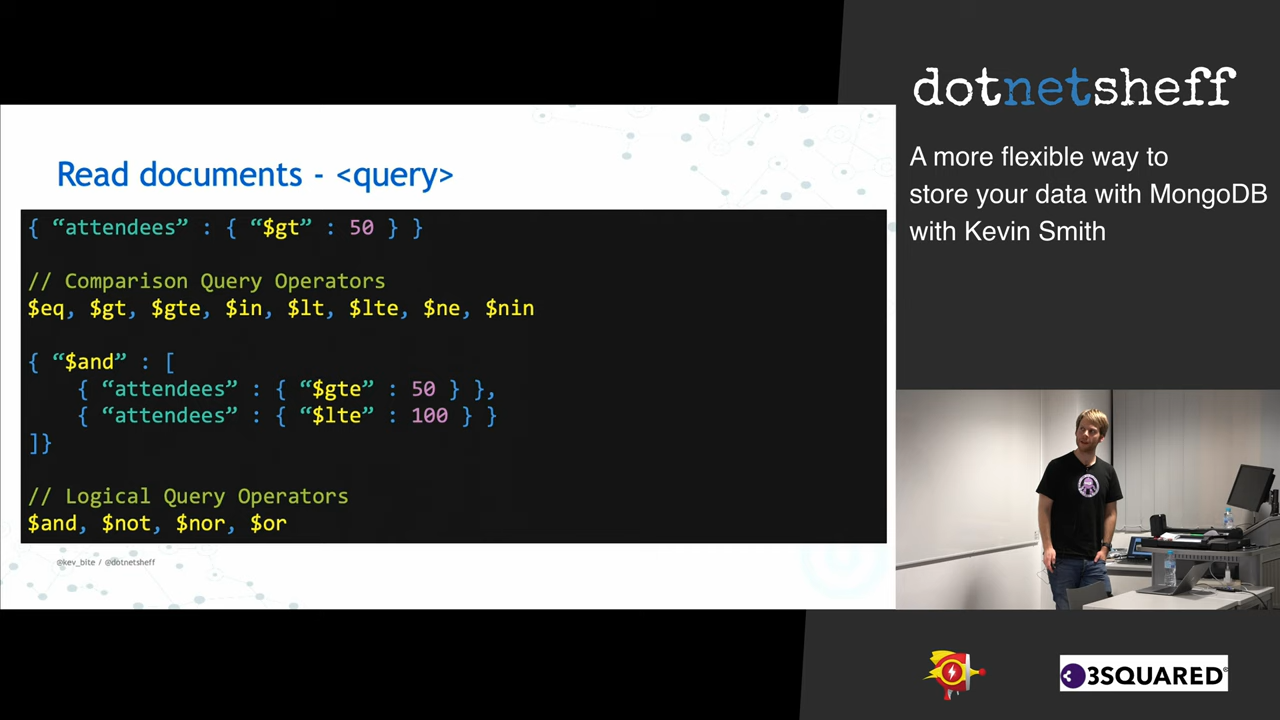 Read documents - <query>
{ “attendees” : { “$gt” : 50 } }
// Comparison Query Operators
$eq, $gt, $gte, $in, $lt, $lte, $ne, $nin
{ “$and” : [
{ “attendees” : { “$gte” : 50 } },
{ “attendees” : { “$lte” : 100 } }
]}
// Logical Query Operators
$and, $not, $nor, $or
@kev_bite / @dotnetsheff
dotnetsheff
A more flexible way to
store your data with MongoDB
with Kevin Smith
3SQUARED®